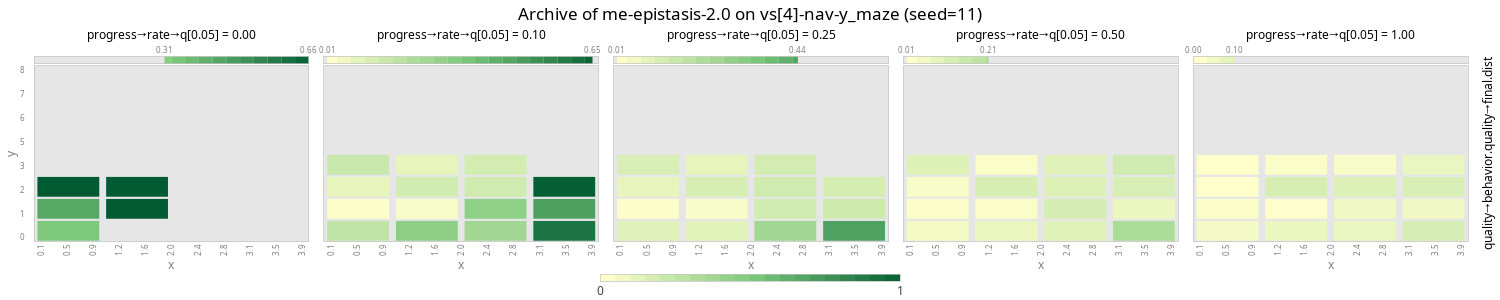 Archive of me-epistasis-2.0 on vs[4]-nav-y_maze (seed=11)
progress→rate→q[0.05] = 0.00
progress→rate→q[0.05] = 0.10
progress→rate→q[0.05] = 0.25
progress→rate→q[0.05] = 0.50
progress→rate→q[0.05] = 1.00
0.31 0.66
0.01 0.65
0.01 0.44
0.01 0.21
0.00 0.10
8
7
6
5
3
2
1
0
y
0.1 0.5 0.9 1.2 1.6 2.0 2.4 2.8 3.1 3.5 3.9
0.1 0.5 0.9 1.2 1.6 2.0 2.4 2.8 3.1 3.5 3.9
0.1 0.5 0.9 1.2 1.6 2.0 2.4 2.8 3.1 3.5 3.9
0.1 0.5 0.9 1.2 1.6 2.0 2.4 2.8 3.1 3.5 3.9
0.1 0.5 0.9 1.2 1.6 2.0 2.4 2.8 3.1 3.5 3.9
x
x
x
x
x
quality→behavior.quality→final.dist
0 1